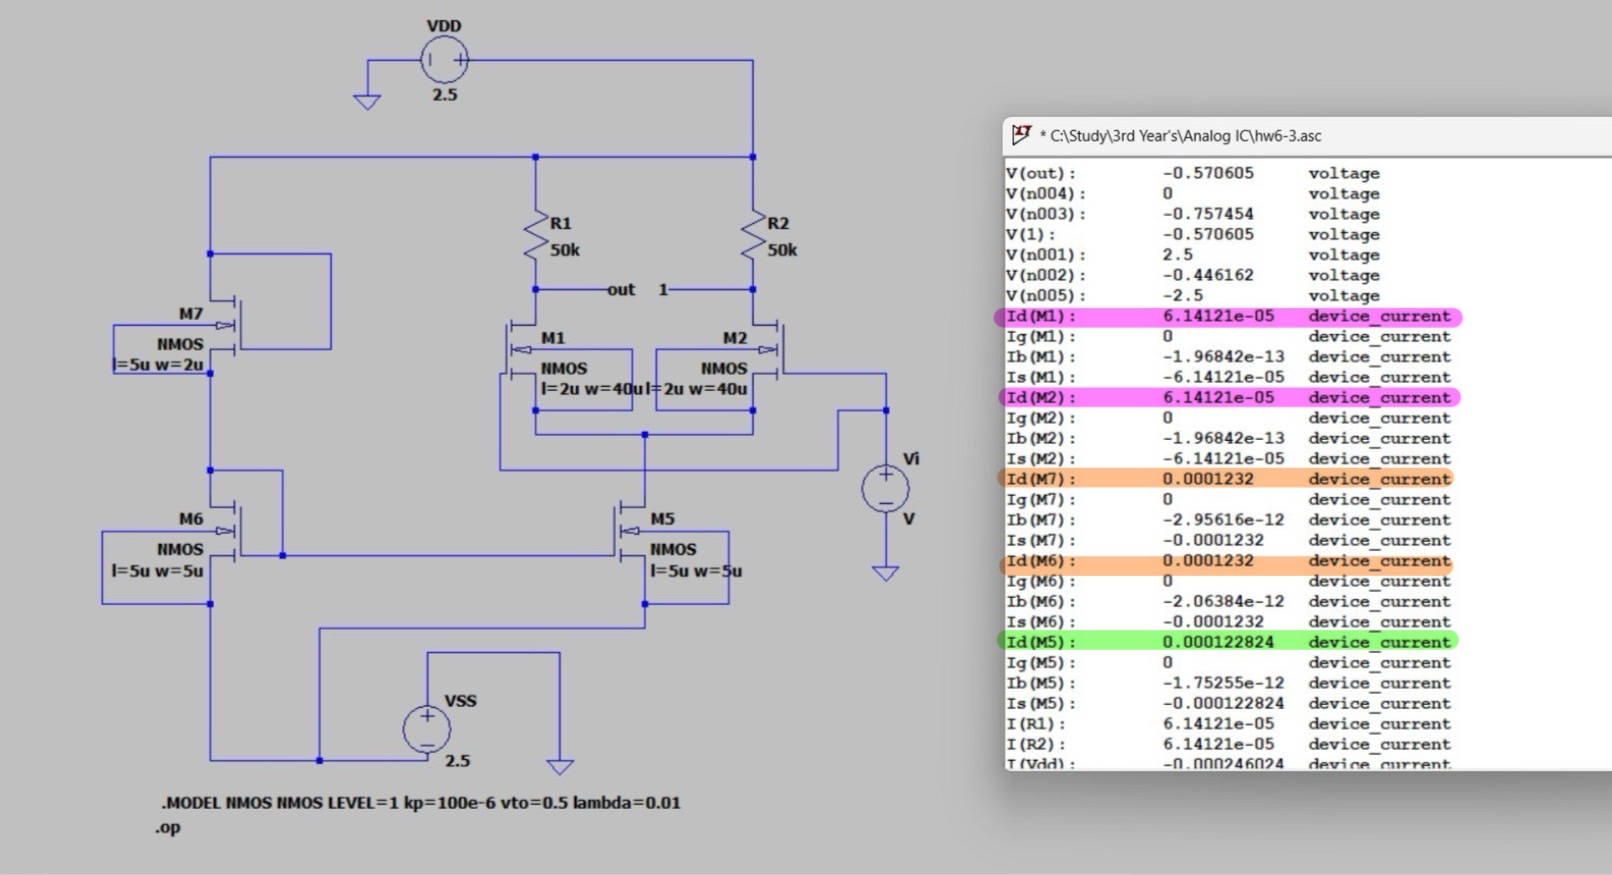 VDD
2.5
R1
50k
R2
50k
out
1
M7
NMOS
l=5u w=2u
M1
NMOS
l=2u w=40u
M2
NMOS
l=2u w=40u
Vi
V
M6
NMOS
l=5u w=5u
M5
NMOS
l=5u w=5u
VSS
2.5
.MODEL NMOS NMOS LEVEL=1 kp=100e-6 vto=0.5 lambda=0.01
.op
* C:\Study\3rd Year's\Analog IC\hw6-3.asc
V(out): -0.570605 voltage
V(n004): 0 voltage
V(n003): -0.757454 voltage
V(1): -0.570605 voltage
V(n001): 2.5 voltage
V(n002): -0.446162 voltage
V(n005): -2.5 voltage
Id(M1): 6.14121e-05 device_current
Ig(M1): 0 device_current
Ib(M1): -1.96842e-13 device_current
Is(M1): -6.14121e-05 device_current
Id(M2): 6.14121e-05 device_current
Ig(M2): 0 device_current
Ib(M2): -1.96842e-13 device_current
Is(M2): -6.14121e-05 device_current
Id(M7): 0.0001232 device_current
Ig(M7): 0 device_current
Ib(M7): -2.95616e-12 device_current
Is(M7): -0.0001232 device_current
Id(M6): 0.0001232 device_current
Ig(M6): 0 device_current
Ib(M6): -2.06384e-12 device_current
Is(M6): -0.0001232 device_current
Id(M5): 0.000122824 device_current
Ig(M5): 0 device_current
Ib(M5): -1.75255e-12 device_current
Is(M5): -0.000122824 device_current
I(R1): 6.14121e-05 device_current
I(R2): 6.14121e-05 device_current
I(Vdd): -0.000246024 device_current